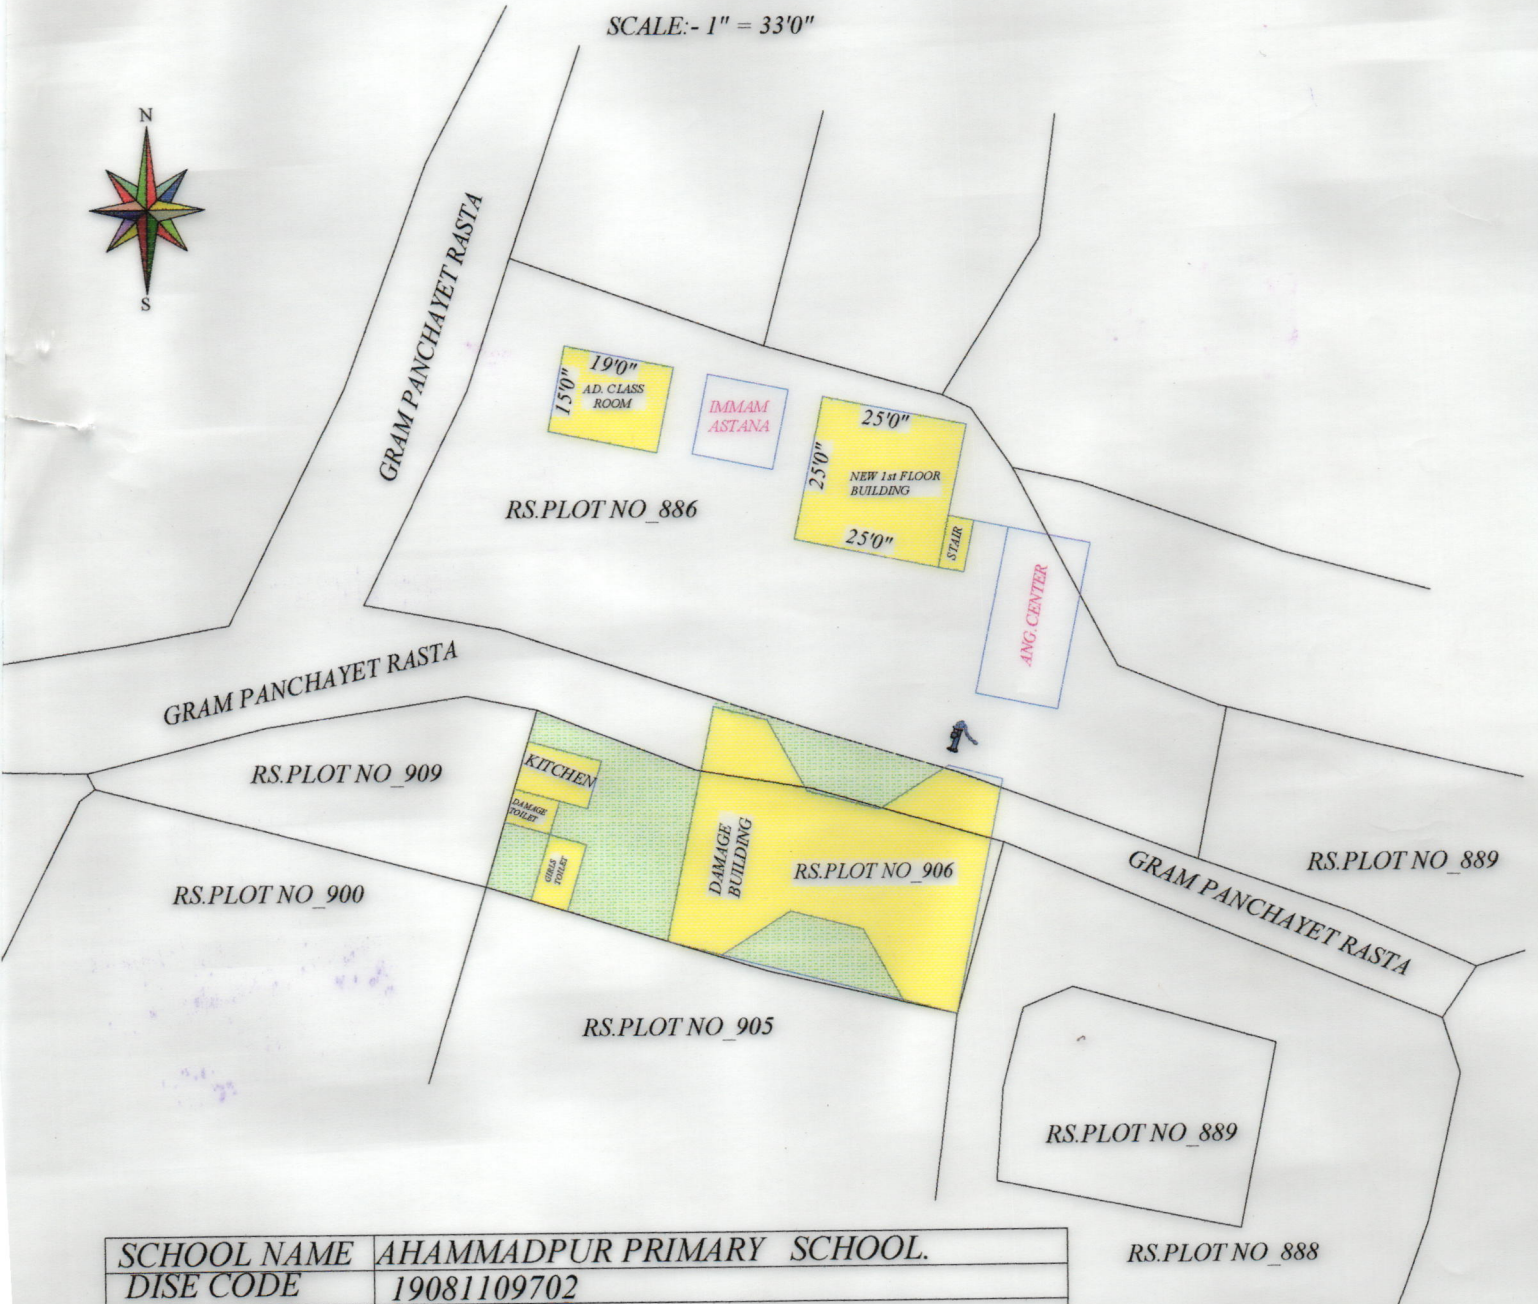 SCALE:- 1" = 33'0"
N
S
GRAM PANCHAYET RASTA
19'0"
15'0"
AD. CLASS
ROOM
IMMAM
ASTANA
25'0"
25'0"
NEW 1st FLOOR
BUILDING
25'0"
STAIR
RS.PLOT NO_886
ANG.CENTER
GRAM PANCHAYET RASTA
RS.PLOT NO_909
KITCHEN
DAMAGE
TOILET
GIRLS
TOILET
DAMAGE
BUILDING
RS.PLOT NO_906
GRAM PANCHAYET RASTA
RS.PLOT NO_889
RS.PLOT NO_900
RS.PLOT NO_905
RS.PLOT NO_889
RS.PLOT NO_888
SCHOOL NAME AHAMMADPUR PRIMARY SCHOOL.
DISE CODE 19081109702